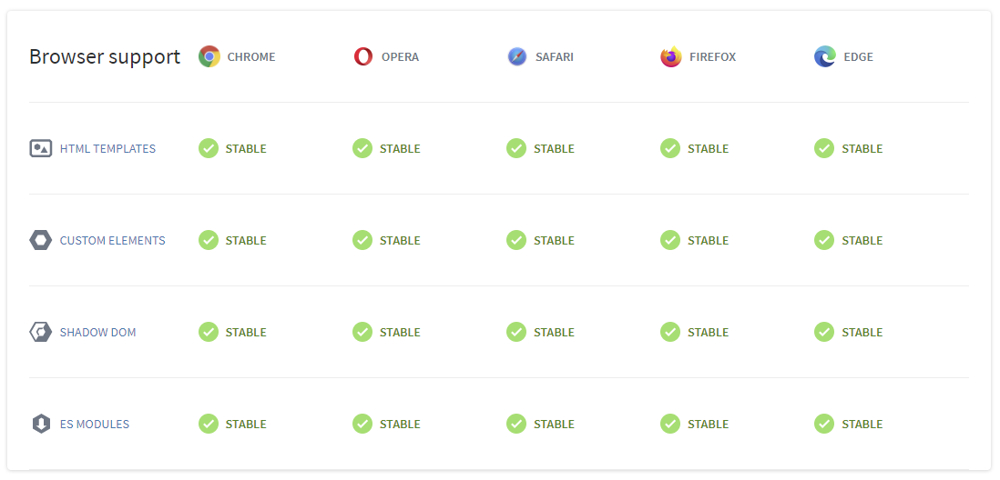 Browser support CHROME OPERA SAFARI FIREFOX EDGE
HTML TEMPLATES STABLE STABLE STABLE STABLE STABLE
CUSTOM ELEMENTS STABLE STABLE STABLE STABLE STABLE
SHADOW DOM STABLE STABLE STABLE STABLE STABLE
ES MODULES STABLE STABLE STABLE STABLE STABLE